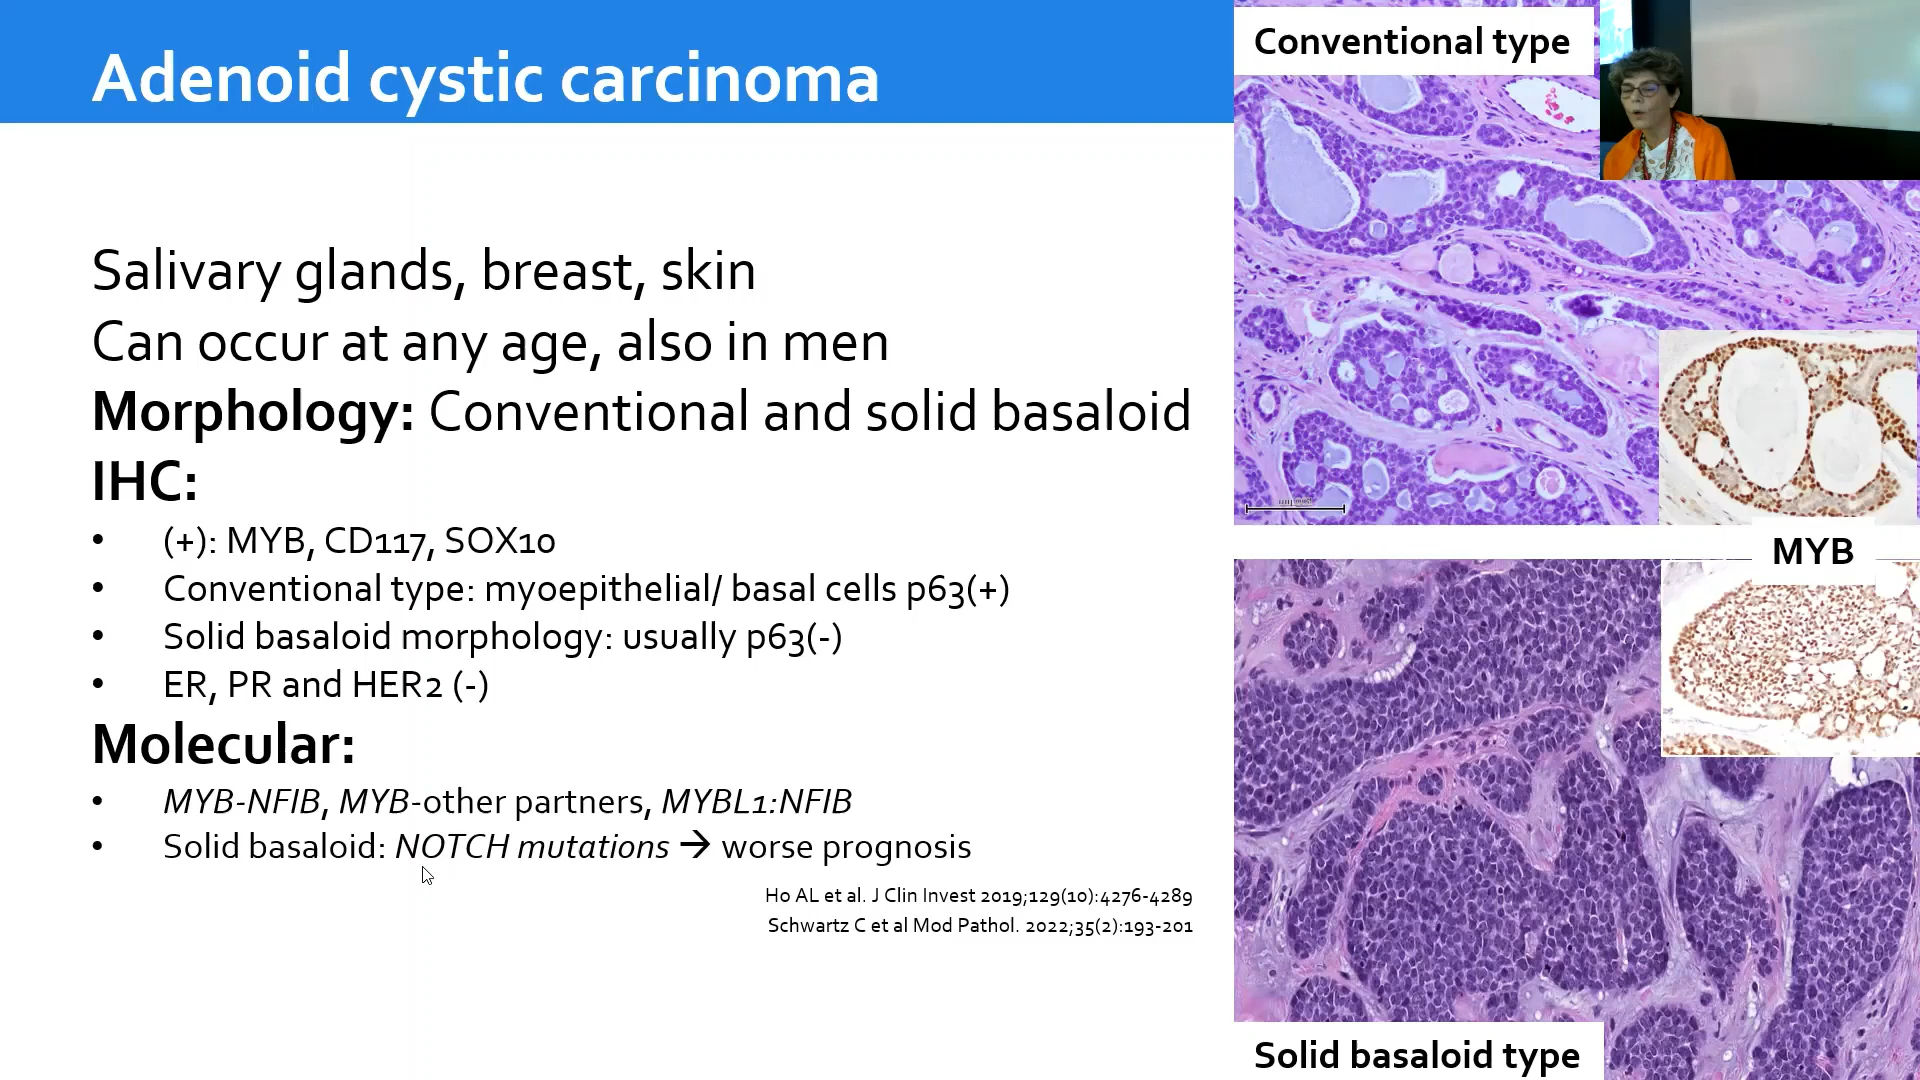 Adenoid cystic carcinoma
Salivary glands, breast, skin
Can occur at any age, also in men
Morphology: Conventional and solid basaloid
IHC:
• (+): MYB, CD117, SOX10
• Conventional type: myoepithelial/ basal cells p63(+)
• Solid basaloid morphology: usually p63(-)
• ER, PR and HER2 (-)
Molecular:
• MYB-NFIB, MYB-other partners, MYBL1:NFIB
• Solid basaloid: NOTCH mutations → worse prognosis
Ho AL et al. J Clin Invest 2019;129(10):4276-4289
Schwartz C et al Mod Pathol. 2022;35(2):193-201
Conventional type
MYB
Solid basaloid type